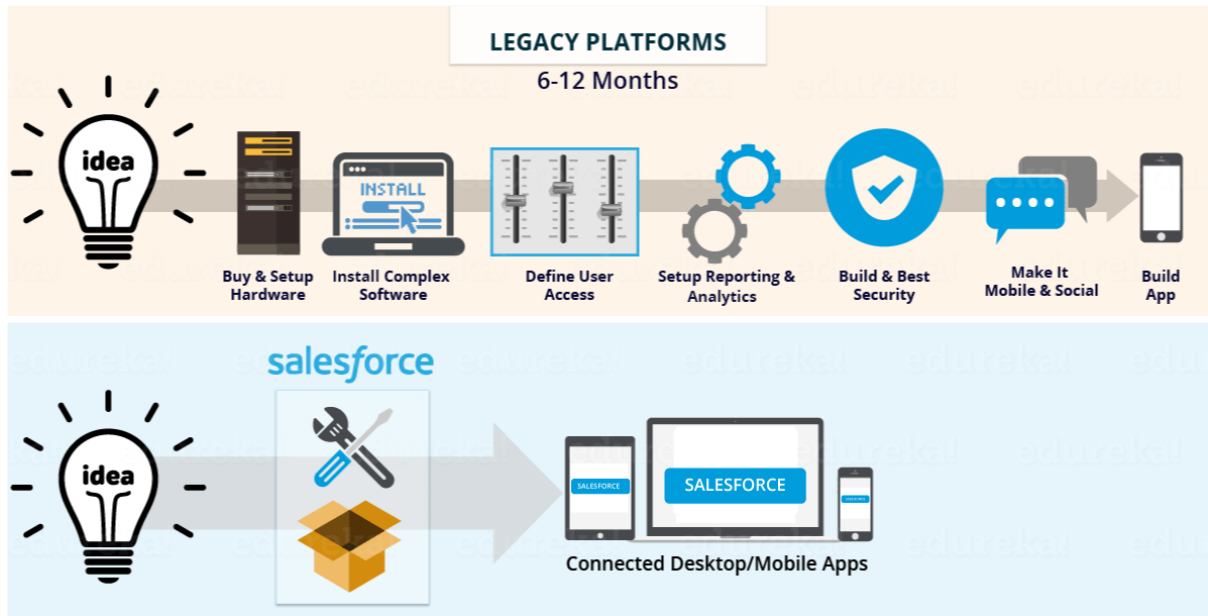 LEGACY PLATFORMS
6-12 Months
idea
INSTALL
Buy & Setup
Hardware
Install Complex
Software
Define User
Access
Setup Reporting &
Analytics
Build & Best
Security
Make It
Mobile & Social
Build
App
salesforce
idea
SALESFORCE
SALESFORCE
Connected Desktop/Mobile Apps
edureka!